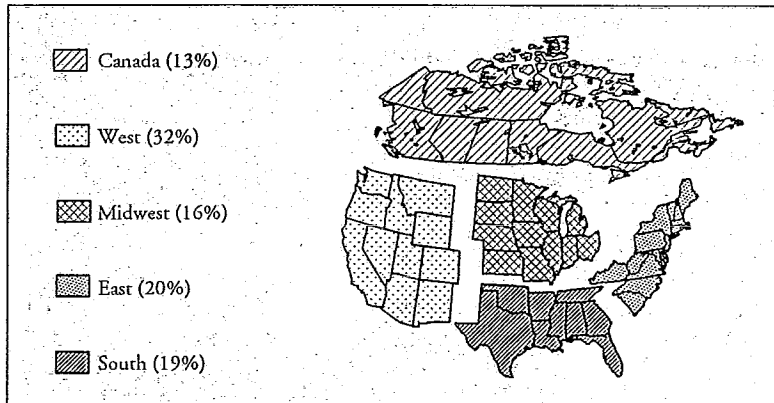 Canada (13%)
West (32%)
Midwest (16%)
East (20%)
South (19%)